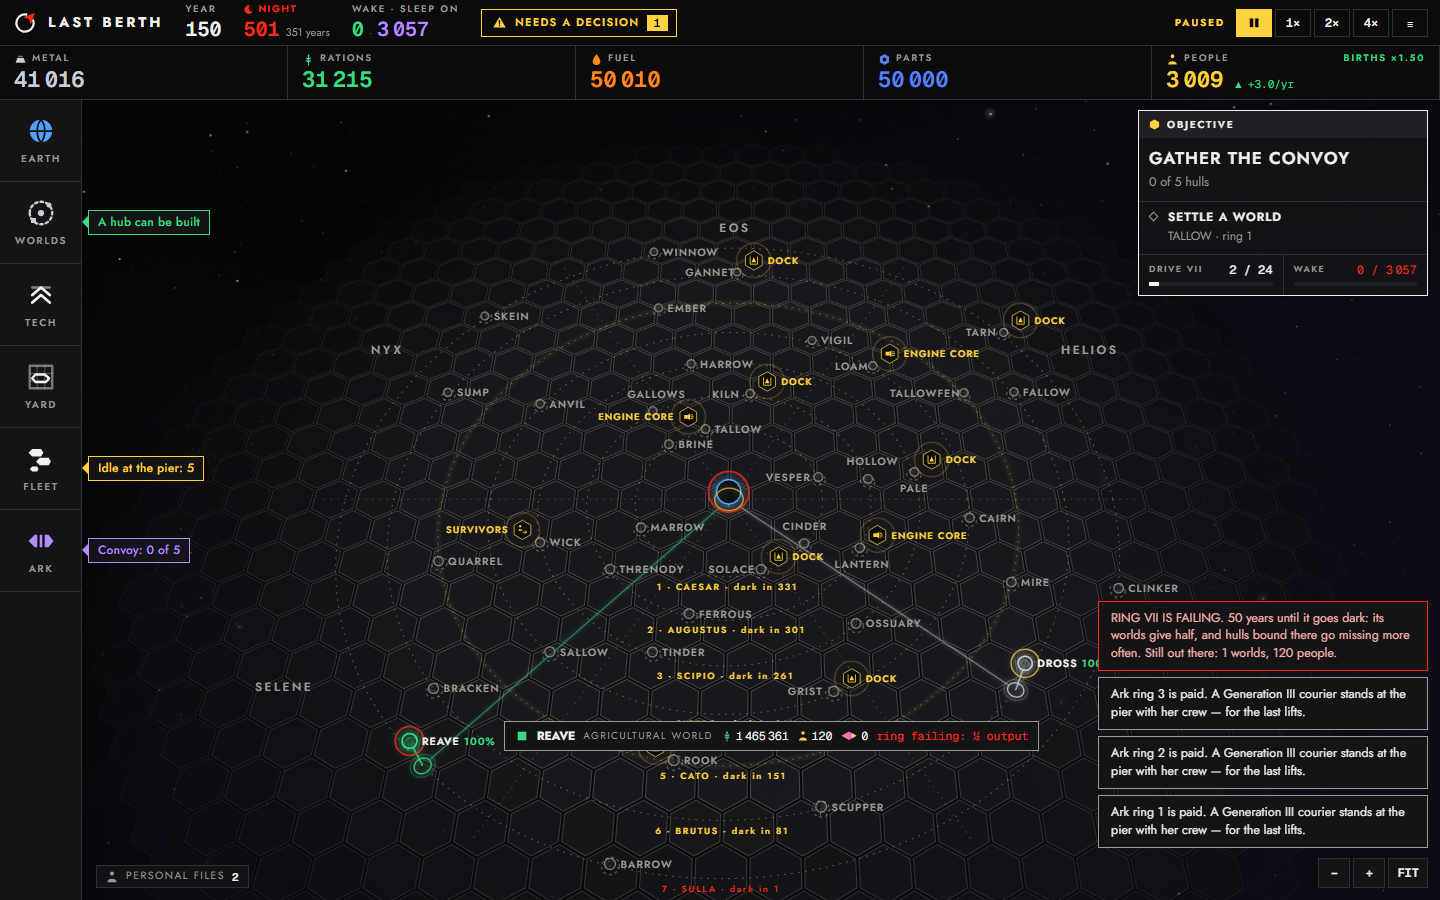 LAST BERTH
YEAR
150
NIGHT
501 351 years
WAKE · SLEEP ON
0 · 3 057
NEEDS A DECISION 1
PAUSED
1×
2×
4×
METAL
41 016
RATIONS
31 215
FUEL
50 010
PARTS
50 000
PEOPLE
BIRTHS ×1.50
3 009 ▲ +3.0/yr
EARTH
WORLDS
TECH
YARD
FLEET
ARK
A hub can be built
Idle at the pier: 5
Convoy: 0 of 5
OBJECTIVE
GATHER THE CONVOY
0 of 5 hulls
SETTLE A WORLD
TALLOW · ring 1
DRIVE VII 2 / 24
WAKE 0 / 3 057
EOS
WINNOW
GANNET
DOCK
EMBER
SKEIN
NYX
VIGIL
TARN
DOCK
HELIOS
ENGINE CORE
LOAM
HARROW
DOCK
SUMP
ANVIL
GALLOWS
KILN
TALLOWFEN
FALLOW
ENGINE CORE
TALLOW
BRINE
HOLLOW
DOCK
VESPER
PALE
SURVIVORS
WICK
MARROW
CINDER
CAIRN
ENGINE CORE
DOCK
LANTERN
QUARREL
THRENODY
SOLACE
MIRE
CLINKER
1 · CAESAR · dark in 331
FERROUS
2 · AUGUSTUS · dark in 301
OSSUARY
SALLOW
TINDER
3 · SCIPIO · dark in 261
DROSS
SELENE
BRACKEN
GRIST
DOCK
REAVE 100%
REAVE AGRICULTURAL WORLD 1 465 361 120 0 ring failing: ½ output
ROOK
5 · CATO · dark in 151
SCUPPER
6 · BRUTUS · dark in 81
BARROW
7 · SULLA · dark in 1
RING VII IS FAILING. 50 years until it goes dark: its
worlds give half, and hulls bound there go missing more
often. Still out there: 1 worlds, 120 people.
Ark ring 3 is paid. A Generation III courier stands at the
pier with her crew — for the last lifts.
Ark ring 2 is paid. A Generation III courier stands at the
pier with her crew — for the last lifts.
Ark ring 1 is paid. A Generation III courier stands at the
pier with her crew — for the last lifts.
PERSONAL FILES 2
−
+
FIT